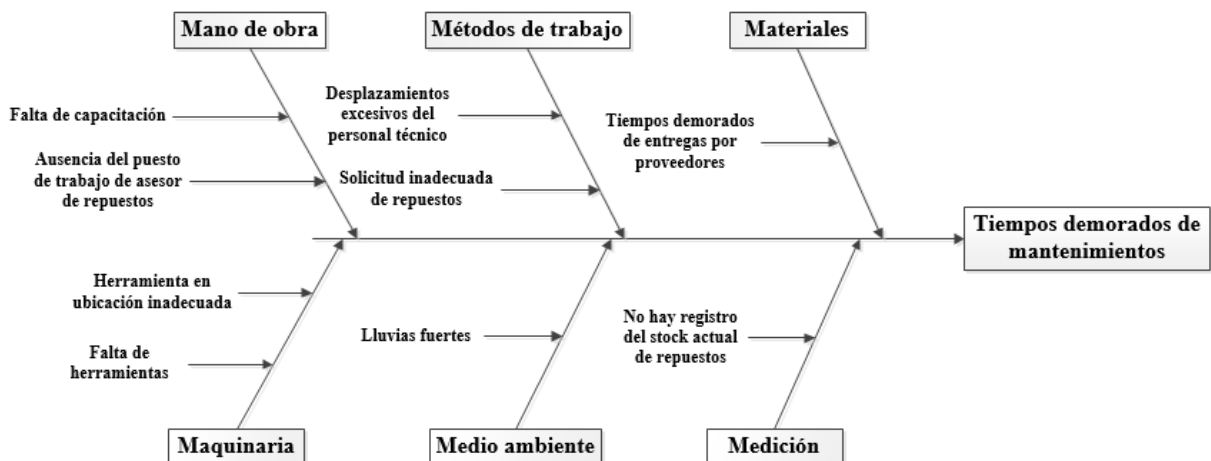 Mano de obra
Métodos de trabajo
Materiales
Falta de capacitación
Ausencia del puesto
de trabajo de asesor
de repuestos
Desplazamientos
excesivos del
personal técnico
Solicitud inadecuada
de repuestos
Tiempos demorados
de entregas por
proveedores
Tiempos demorados de
mantenimientos
Herramienta en
ubicación inadecuada
Falta de
herramientas
Lluvias fuertes
No hay registro
del stock actual
de repuestos
Maquinaria
Medio ambiente
Medición